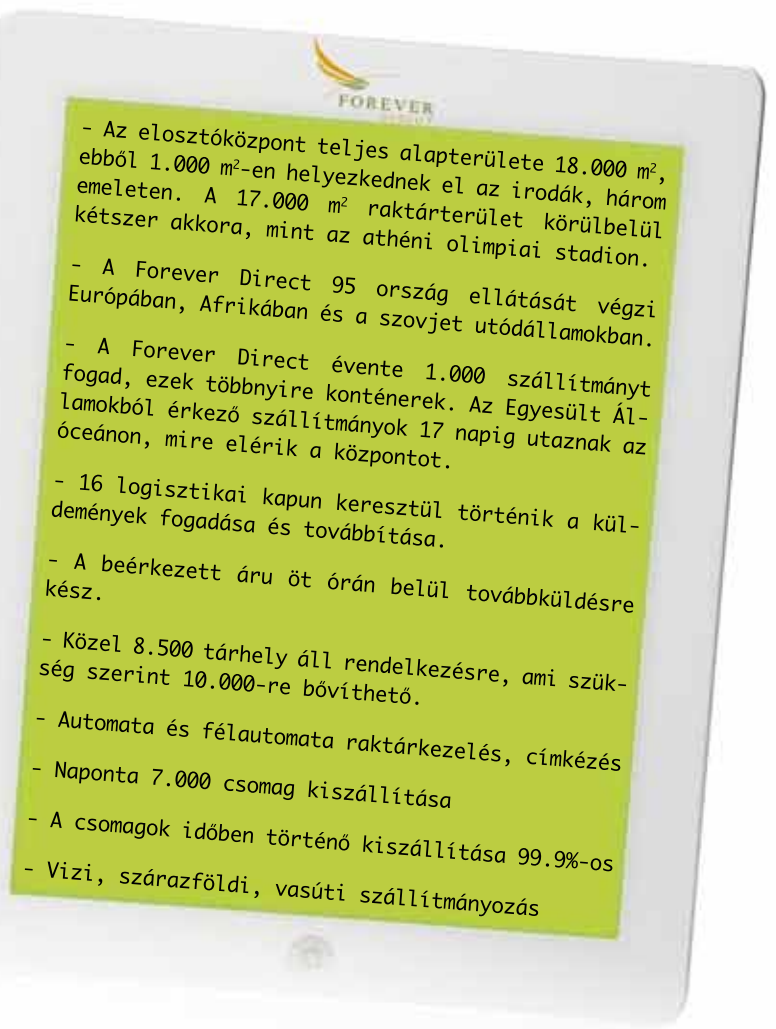 FOREVER
- Az elosztóközpont teljes alapterülete 18.000 m²,
ebből 1.000 m²-en helyezkednek el az irodák, három
emeleten. A 17.000 m² raktárterület körülbelül
kétszer akkora, mint az athéni olimpiai stadion.
- A Forever Direct 95 ország ellátását végzi
Európában, Afrikában és a szovjet utódállamokban.
- A Forever Direct évente 1.000 szállítmányt
fogad, ezek többnyire konténerek. Az Egyesült Ál-
lamokból érkező szállítmányok 17 napig utaznak az
óceánon, mire elérik a központot.
- 16 logisztikai kapun keresztül történik a kül-
demények fogadása és továbbítása.
- A beérkezett áru öt órán belül továbbküldésre
kész.
- Közel 8.500 tárhely áll rendelkezésre, ami szük-
ség szerint 10.000-re bővíthető.
- Automata és félautomata raktárkezelés, címkézés
- Naponta 7.000 csomag kiszállítása
- A csomagok időben történő kiszállítása 99.9%-os
- Vizi, szárazföldi, vasúti szállítmányozás